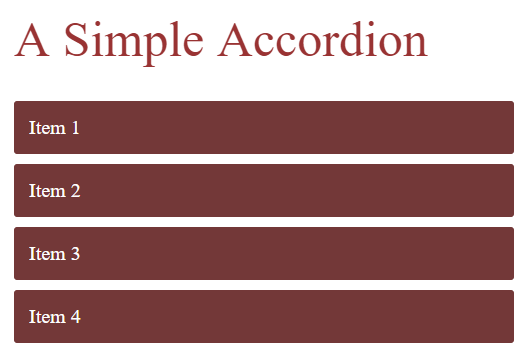 A Simple Accordion
Item 1
Item 2
Item 3
Item 4